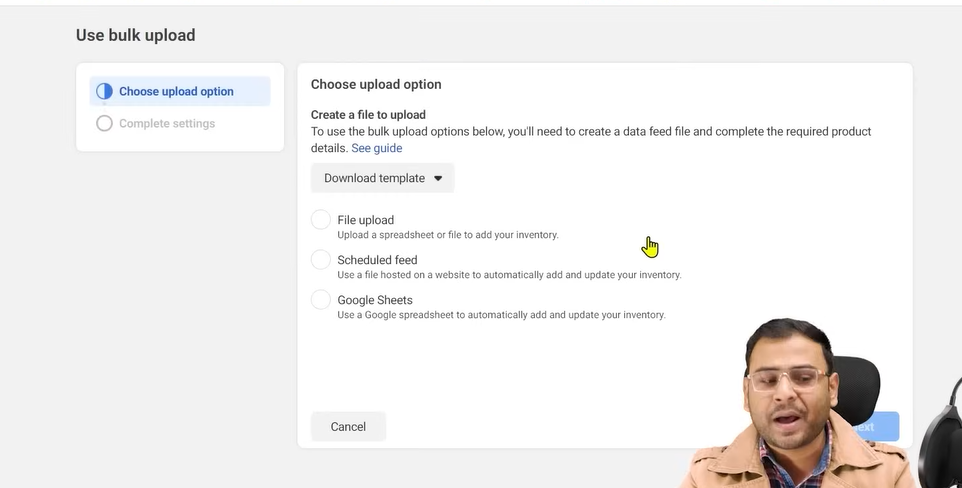 Use bulk upload
Choose upload option
Complete settings
Choose upload option
Create a file to upload
To use the bulk upload options below, you'll need to create a data feed file and complete the required product
details. See guide
Download template
File upload
Upload a spreadsheet or file to add your inventory.
Scheduled feed
Use a file hosted on a website to automatically add and update your inventory.
Google Sheets
Use a Google spreadsheet to automatically add and update your inventory.
Cancel
Next